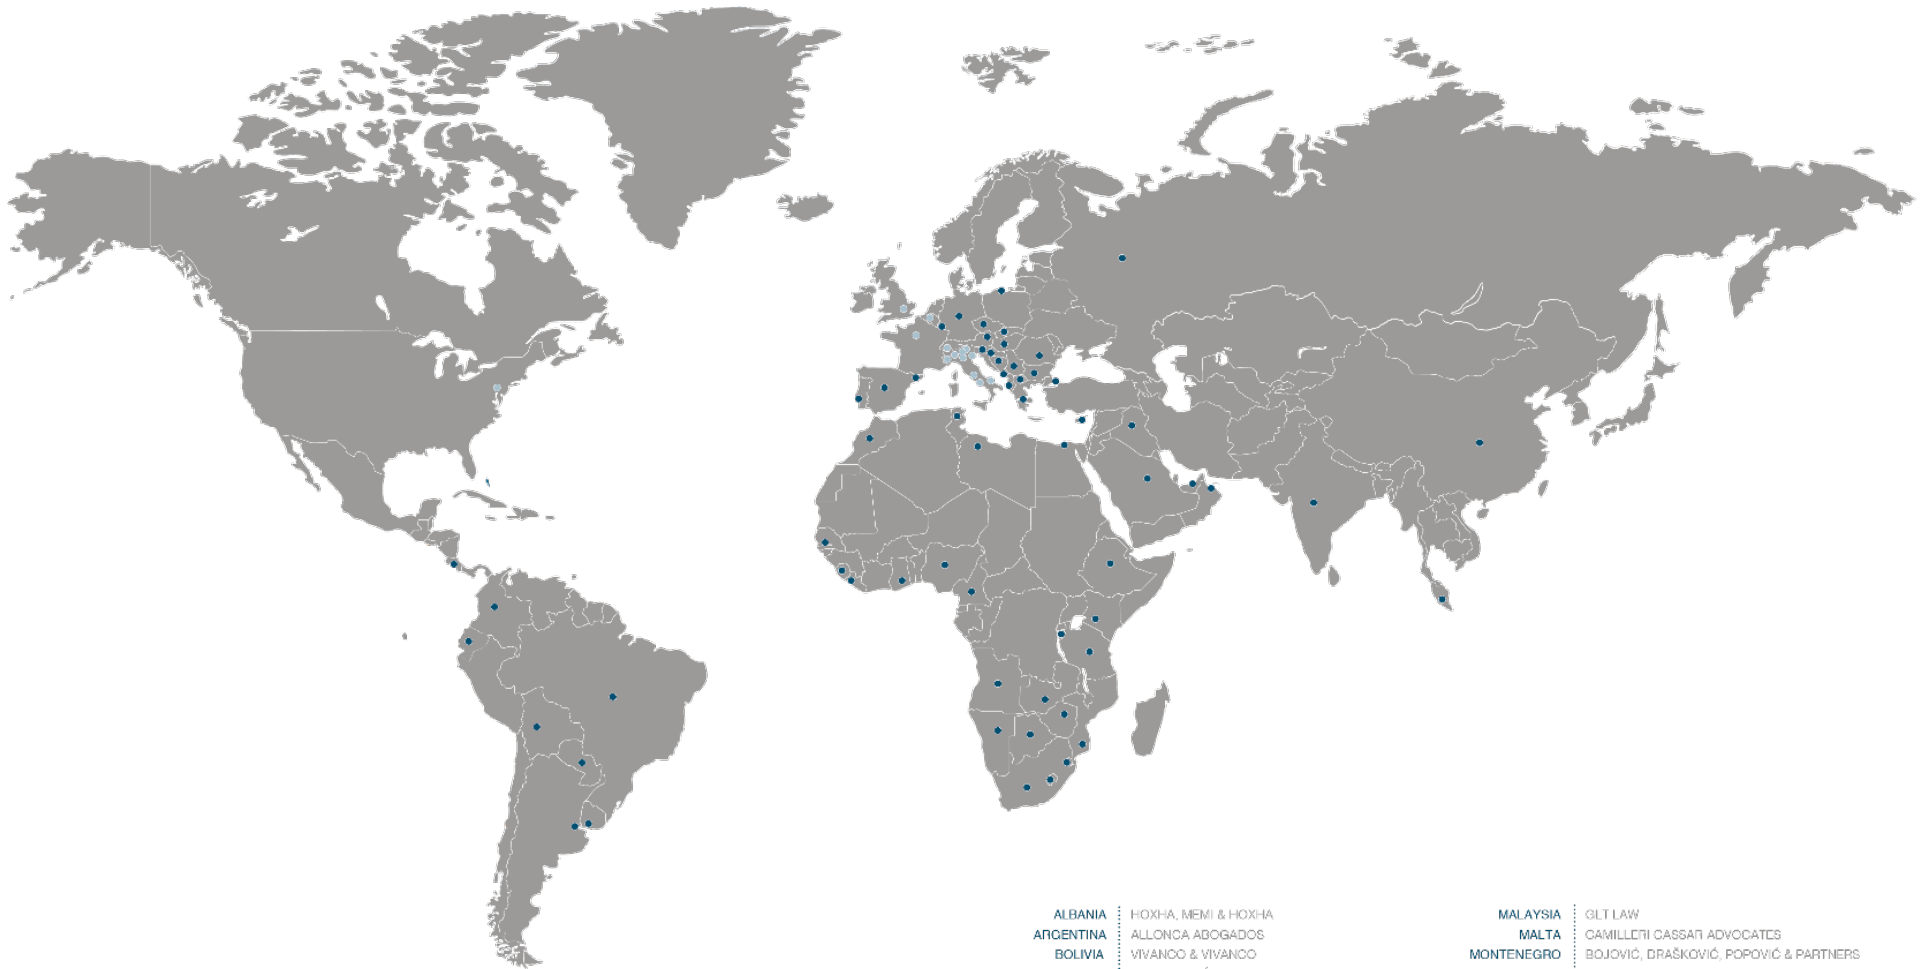 ALBANIA HOXHA, MEMI & HOXHA
ARGENTINA ALLONCA ABOGADOS
BOLIVIA VIVANCO & VIVANCO
MALAYSIA GLT LAW
MALTA CAMILLERI CASSAR ADVOCATES
MONTENEGRO BOJOVIĆ, DRAŠKOVIĆ, POPOVIĆ & PARTNERS